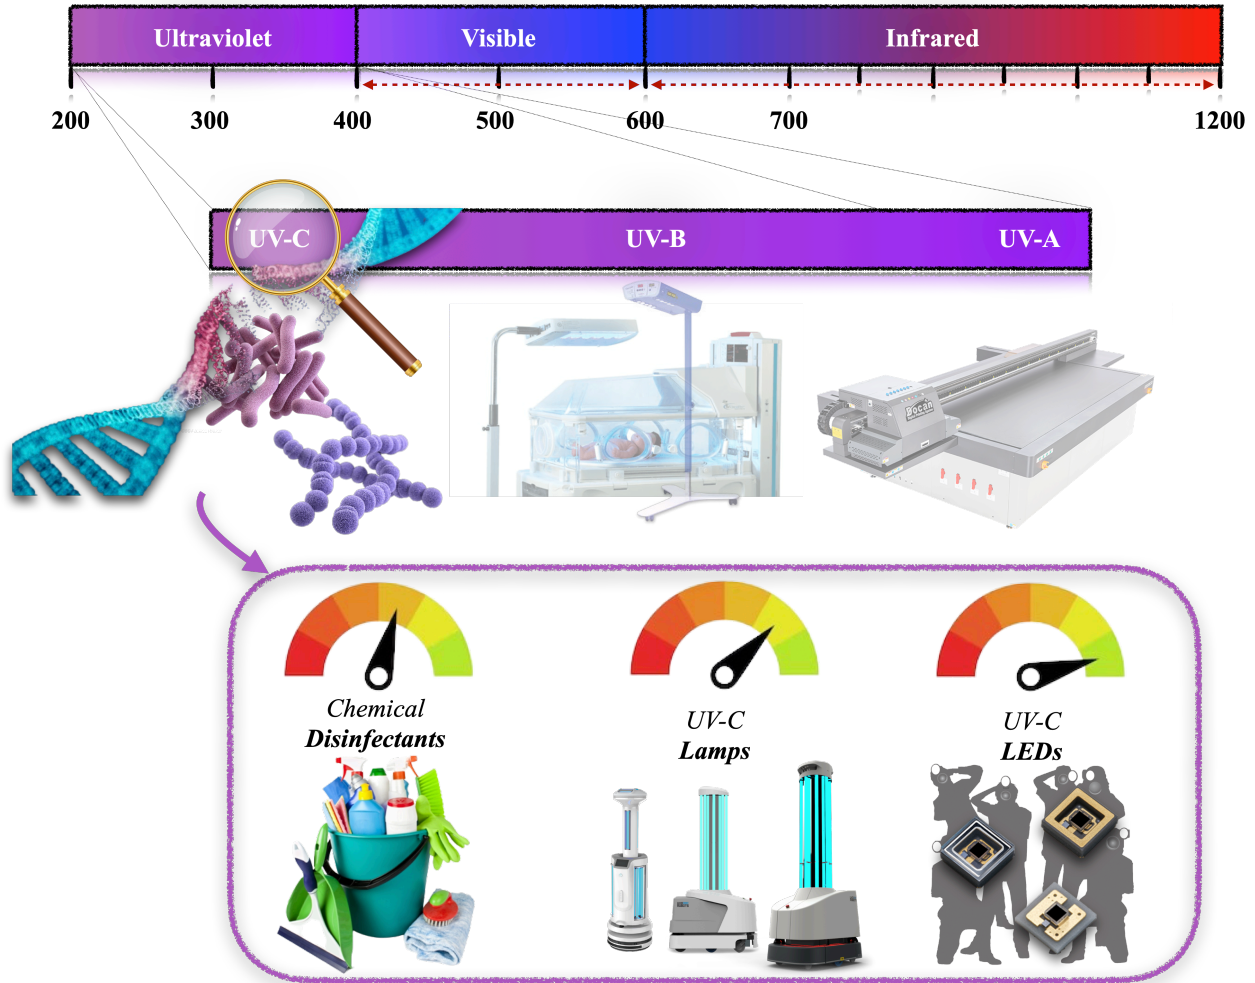 Ultraviolet Visible Infrared
200 300 400 500 600 700 1200
UV-C UV-B UV-A
Docan
Chemical
Disinfectants
UV-C
Lamps
UV-C
LEDs